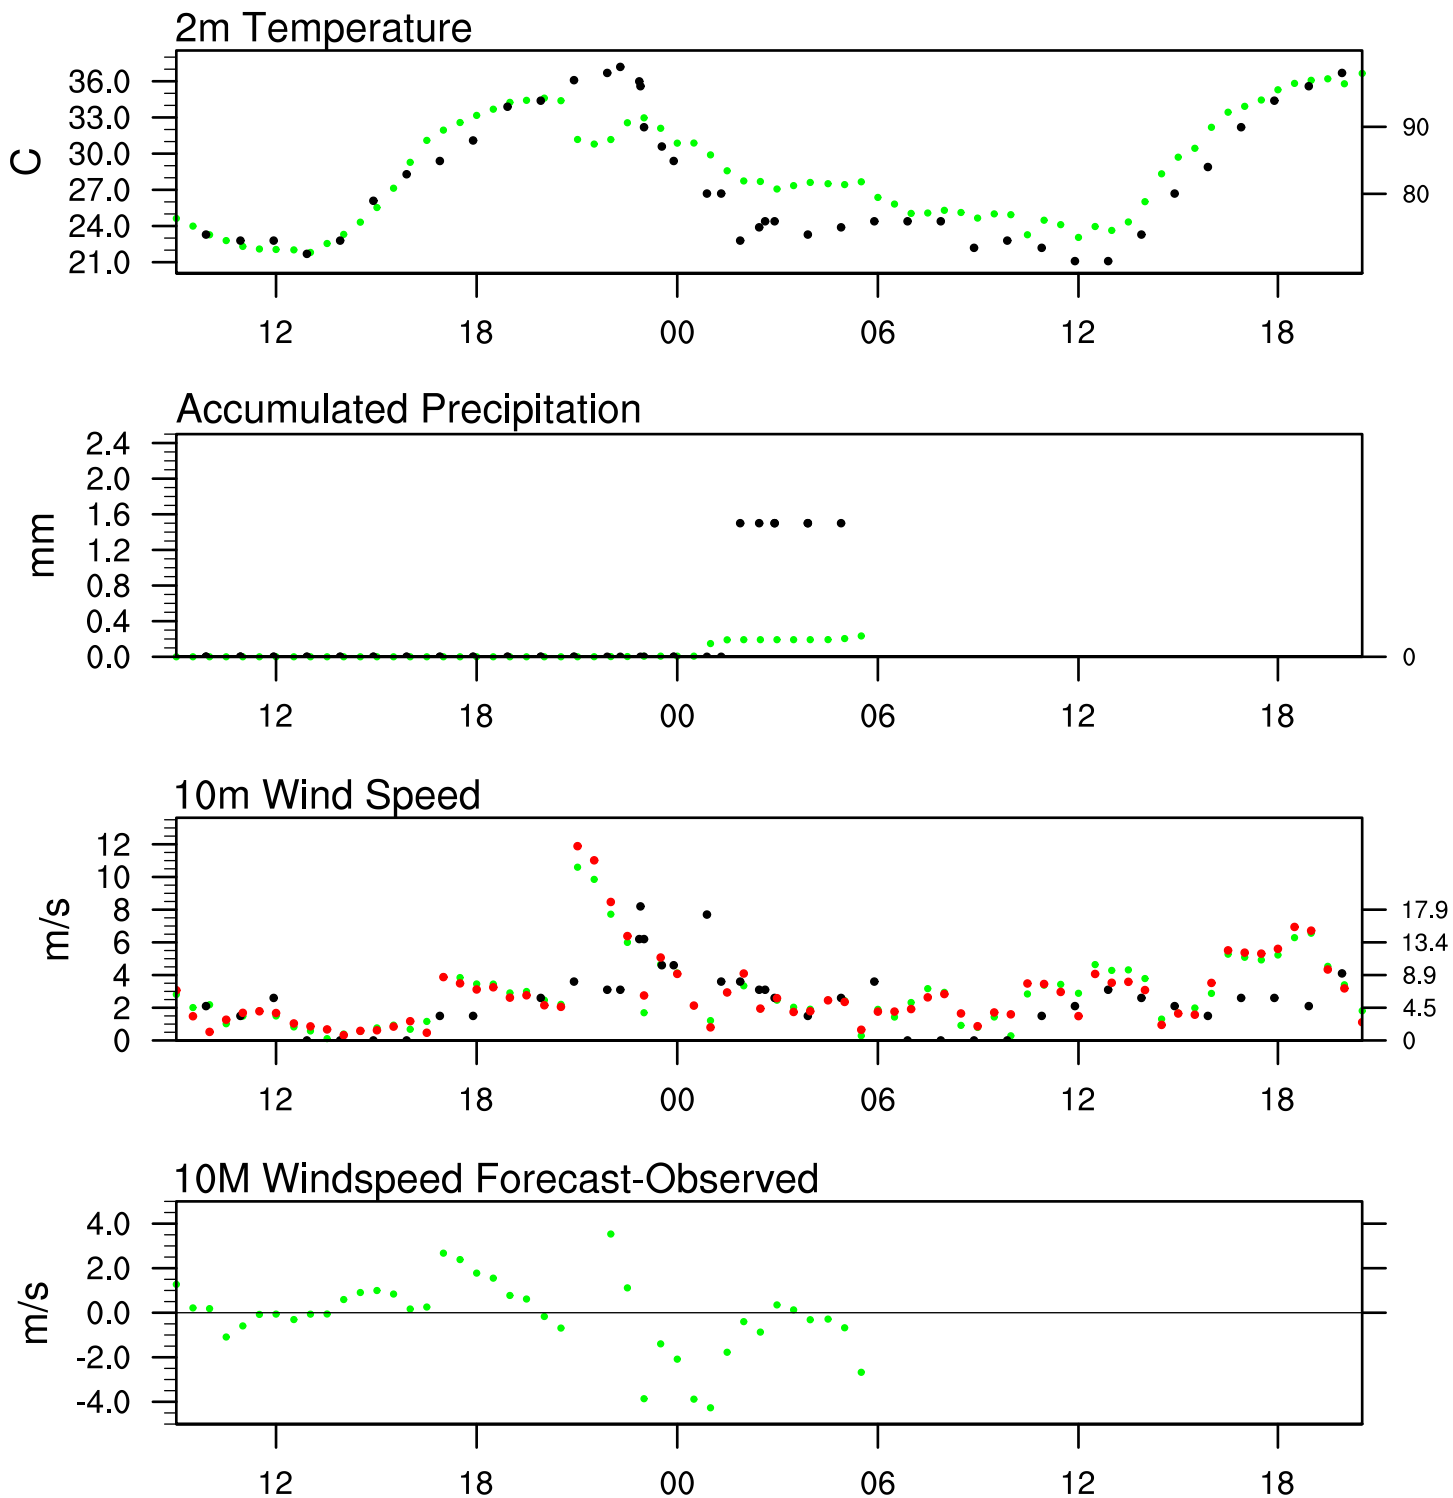 2m Temperature
36.0
33.0
30.0
27.0
24.0
21.0
C
90
80
12 18 00 06 12 18
Accumulated Precipitation
2.4
2.0
1.6
1.2
0.8
0.4
0.0
mm
0
12 18 00 06 12 18
10m Wind Speed
12
10
8
6
4
2
0
m/s
17.9
13.4
8.9
4.5
0
12 18 00 06 12 18
10M Windspeed Forecast-Observed
4.0
2.0
0.0
-2.0
-4.0
m/s
12 18 00 06 12 18